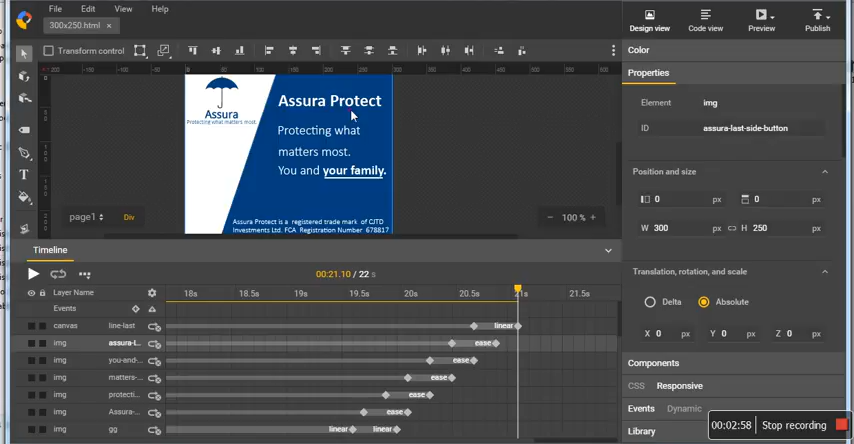 File Edit View Help
300x250.html ×
Design view Code view Preview Publish
Transform control
Color
Properties
Element img
ID assura-last-side-button
Position and size
0 px 0 px
W 300 px H 250 px
Translation, rotation, and scale
Delta Absolute
X 0 px Y 0 px Z 0 px
Components
CSS Responsive
Events Dynamic
Library
Assura
Protecting what matters most.
Assura Protect
Protecting what
matters most.
You and your family.
Assura Protect is a registered trade mark of CJTD
Investments Ltd. FCA Registration Number 678817
page1 Div
− 100 % +
Timeline
00:21.10 / 22 s
Layer Name 18s 18.5s 19s 19.5s 20s 20.5s 21s 21.5s
Events
canvas line-last linear
img assura-l... ease
img you-and-... ease
img matters-... ease
img protecti... ease
img Assura-... ease
img gg linear linear
00:02:58 Stop recording